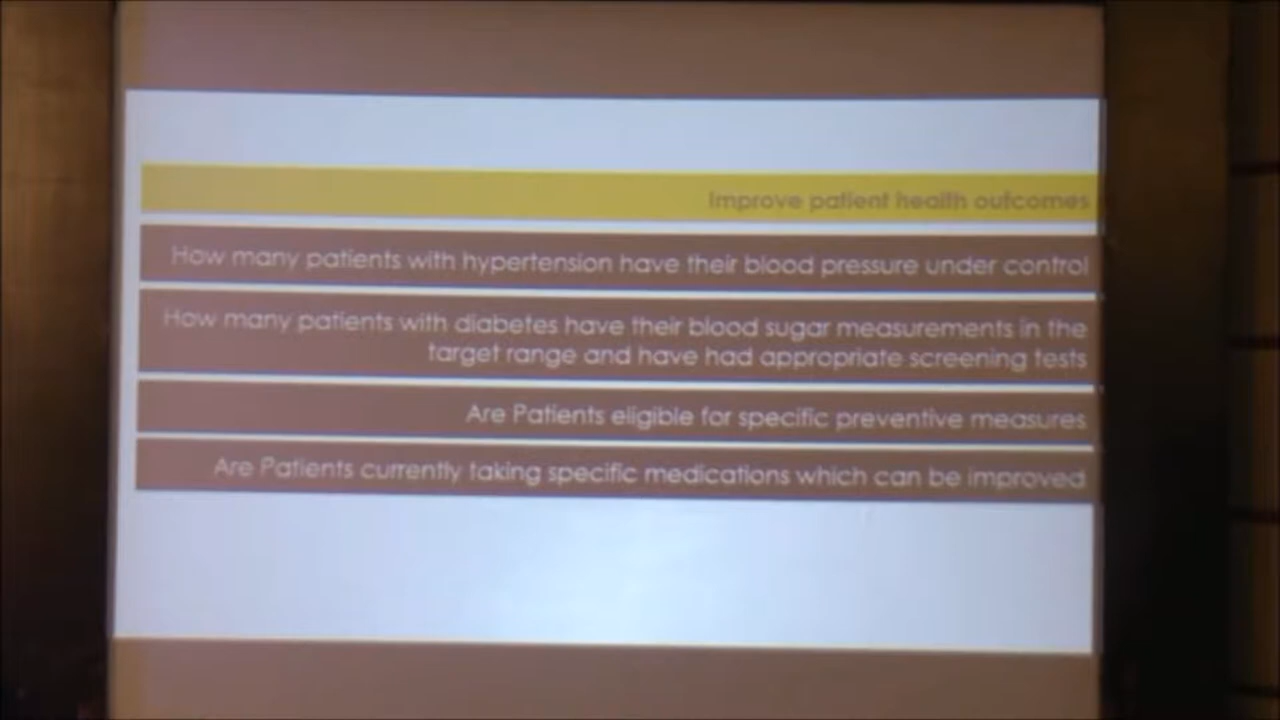 Improve patient health outcomes
How many patients with hypertension have their blood pressure under control
How many patients with diabetes have their blood sugar measurements in the
target range and have had appropriate screening tests
Are Patients eligible for specific preventive measures
Are Patients currently taking specific medications which can be improved